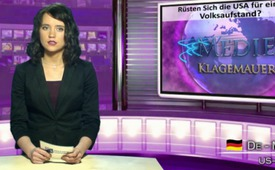 Rüsten Sich die USA für ein
Volksaufstand?
MEDIEN
KLAGEMAUER
DE -
US-